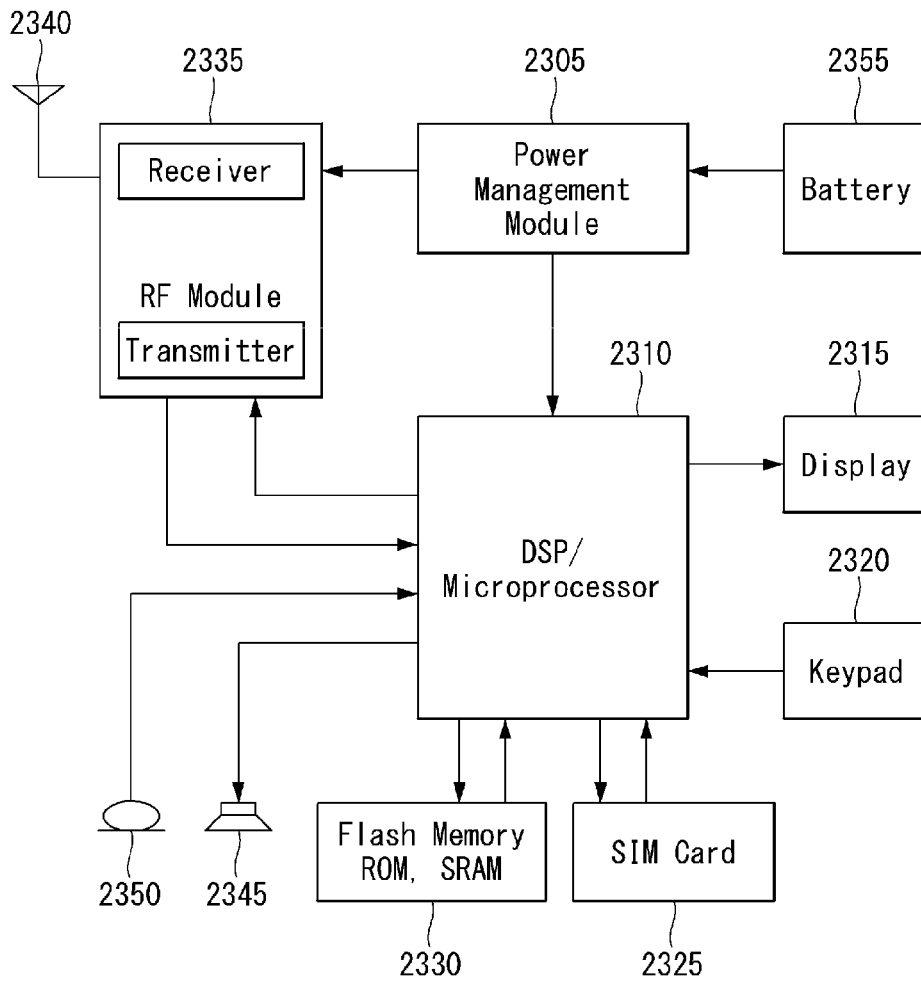 2340
2335
2305
2355
Receiver
RF Module
Transmitter
Power
Management
Module
Battery
2310
2315
Display
DSP/
Microprocessor
2320
Keypad
2350
2345
Flash Memory
ROM, SRAM
SIM Card
2330
2325